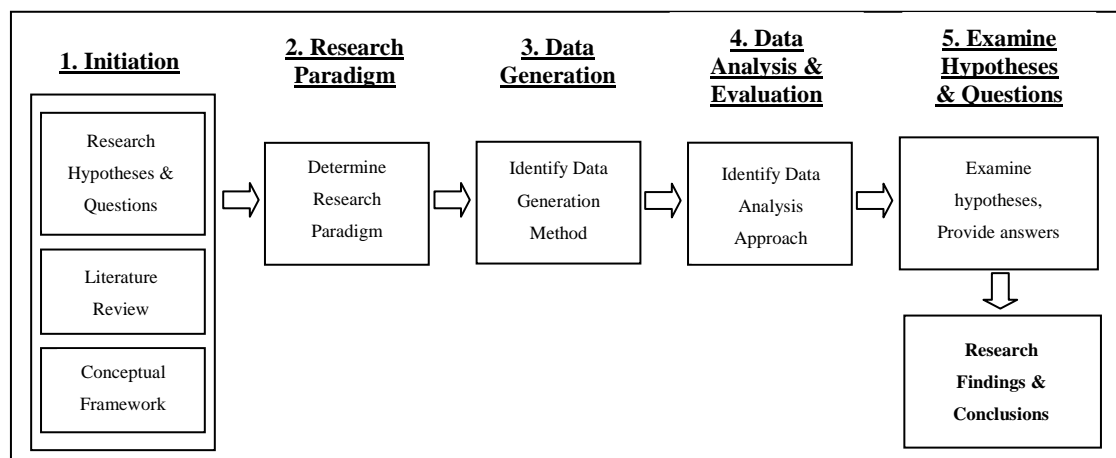 1. Initiation
Research
Hypotheses &
Questions
Literature
Review
Conceptual
Framework
2. Research
Paradigm
Determine
Research
Paradigm
3. Data
Generation
Identify Data
Generation
Method
4. Data
Analysis &
Evaluation
Identify Data
Analysis
Approach
5. Examine
Hypotheses
& Questions
Examine
hypotheses,
Provide answers
Research
Findings &
Conclusions